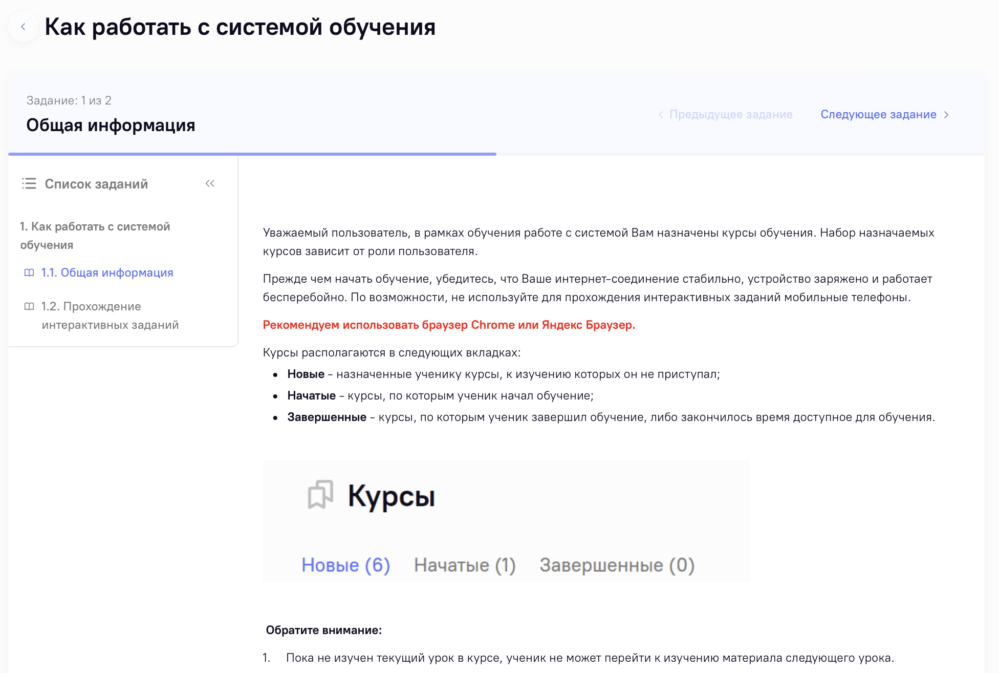 Как работать с системой обучения
Задание: 1 из 2
Общая информация
Предыдущее задание
Следующее задание
Список заданий
1. Как работать с системой
обучения
1.1. Общая информация
1.2. Прохождение
интерактивных заданий
Уважаемый пользователь, в рамках обучения работе с системой Вам назначены курсы обучения. Набор назначаемых
курсов зависит от роли пользователя.
Прежде чем начать обучение, убедитесь, что Ваше интернет-соединение стабильно, устройство заряжено и работает
бесперебойно. По возможности, не используйте для прохождения интерактивных заданий мобильные телефоны.
Рекомендуем использовать браузер Chrome или Яндекс Браузер.
Курсы располагаются в следующих вкладках:
• Новые - назначенные ученику курсы, к изучению которых он не приступал;
• Начатые - курсы, по которым ученик начал обучение;
• Завершенные - курсы, по которым ученик завершил обучение, либо закончилось время доступное для обучения.
Курсы
Новые (6) Начатые (1) Завершенные (0)
Обратите внимание:
1. Пока не изучен текущий урок в курсе, ученик не может перейти к изучению материала следующего урока.